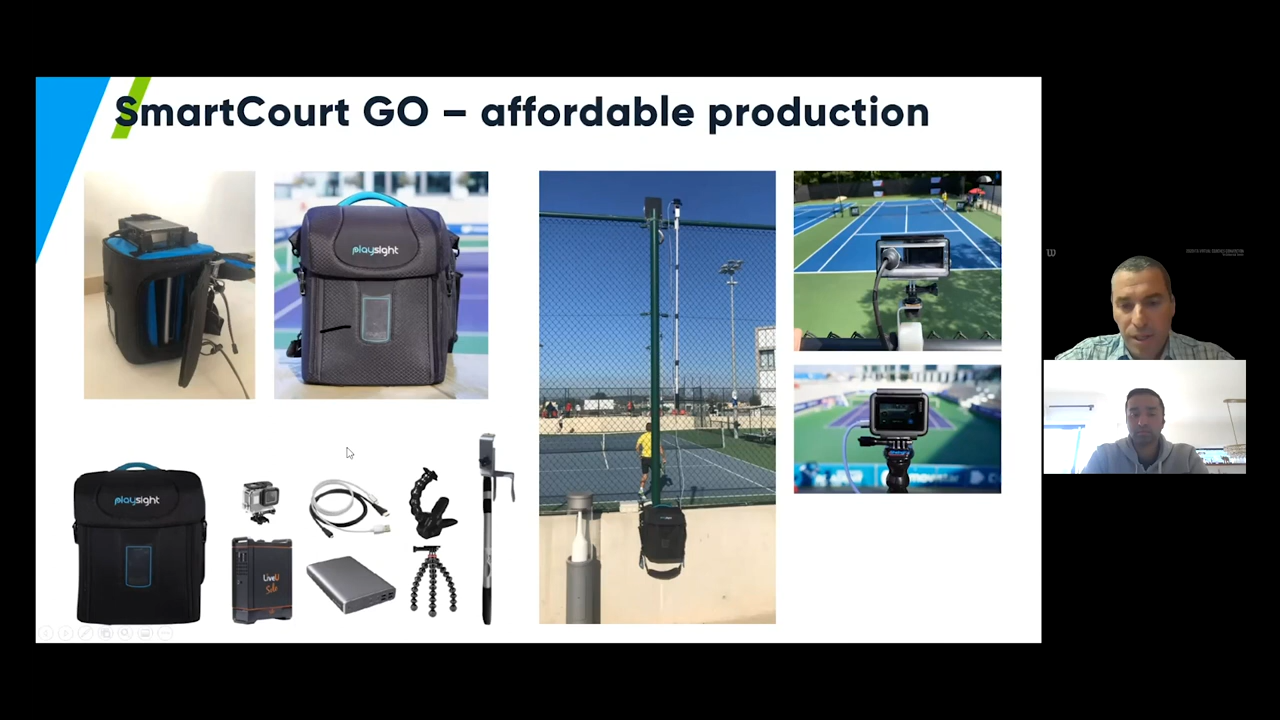 SmartCourt GO – affordable production
playsight
playsight
LiveU
Solo
W